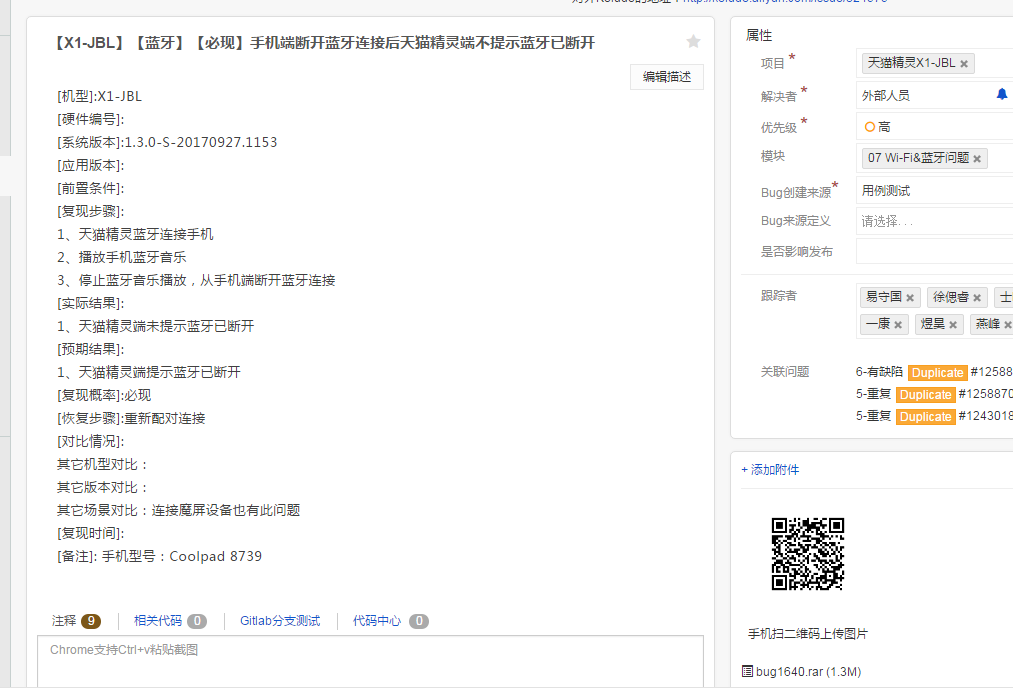 【X1-JBL】【蓝牙】【必现】手机端断开蓝牙连接后天猫精灵端不提示蓝牙已断开
编辑描述
[机型]:X1-JBL
[硬件编号]:
[系统版本]:1.3.0-S-20170927.1153
[应用版本]:
[前置条件]:
[复现步骤]:
1、天猫精灵蓝牙连接手机
2、播放手机蓝牙音乐
3、停止蓝牙音乐播放，从手机端断开蓝牙连接
[实际结果]:
1、天猫精灵端未提示蓝牙已断开
[预期结果]:
1、天猫精灵端提示蓝牙已断开
[复现概率]:必现
[恢复步骤]:重新配对连接
[对比情况]:
其它机型对比：
其它版本对比：
其它场景对比：连接魔屏设备也有此问题
[复现时间]:
[备注]: 手机型号：Coolpad 8739
注释 9 相关代码 0 Gitlab分支测试 代码中心 0
Chrome支持Ctrl+v粘贴截图
属性
项目* 天猫精灵X1-JBL ×
解决者* 外部人员
优先级* 高
模块 07 Wi-Fi&蓝牙问题 ×
Bug创建来源* 用例测试
Bug来源定义 请选择...
是否影响发布
跟踪者 易守国 × 徐偲睿 ×
一康 × 煜昊 × 燕峰 ×
关联问题 6-有缺陷 Duplicate #12588
5-重复 Duplicate #1258870
5-重复 Duplicate #1243018
+ 添加附件
手机扫二维码上传图片
bug1640.rar (1.3M)